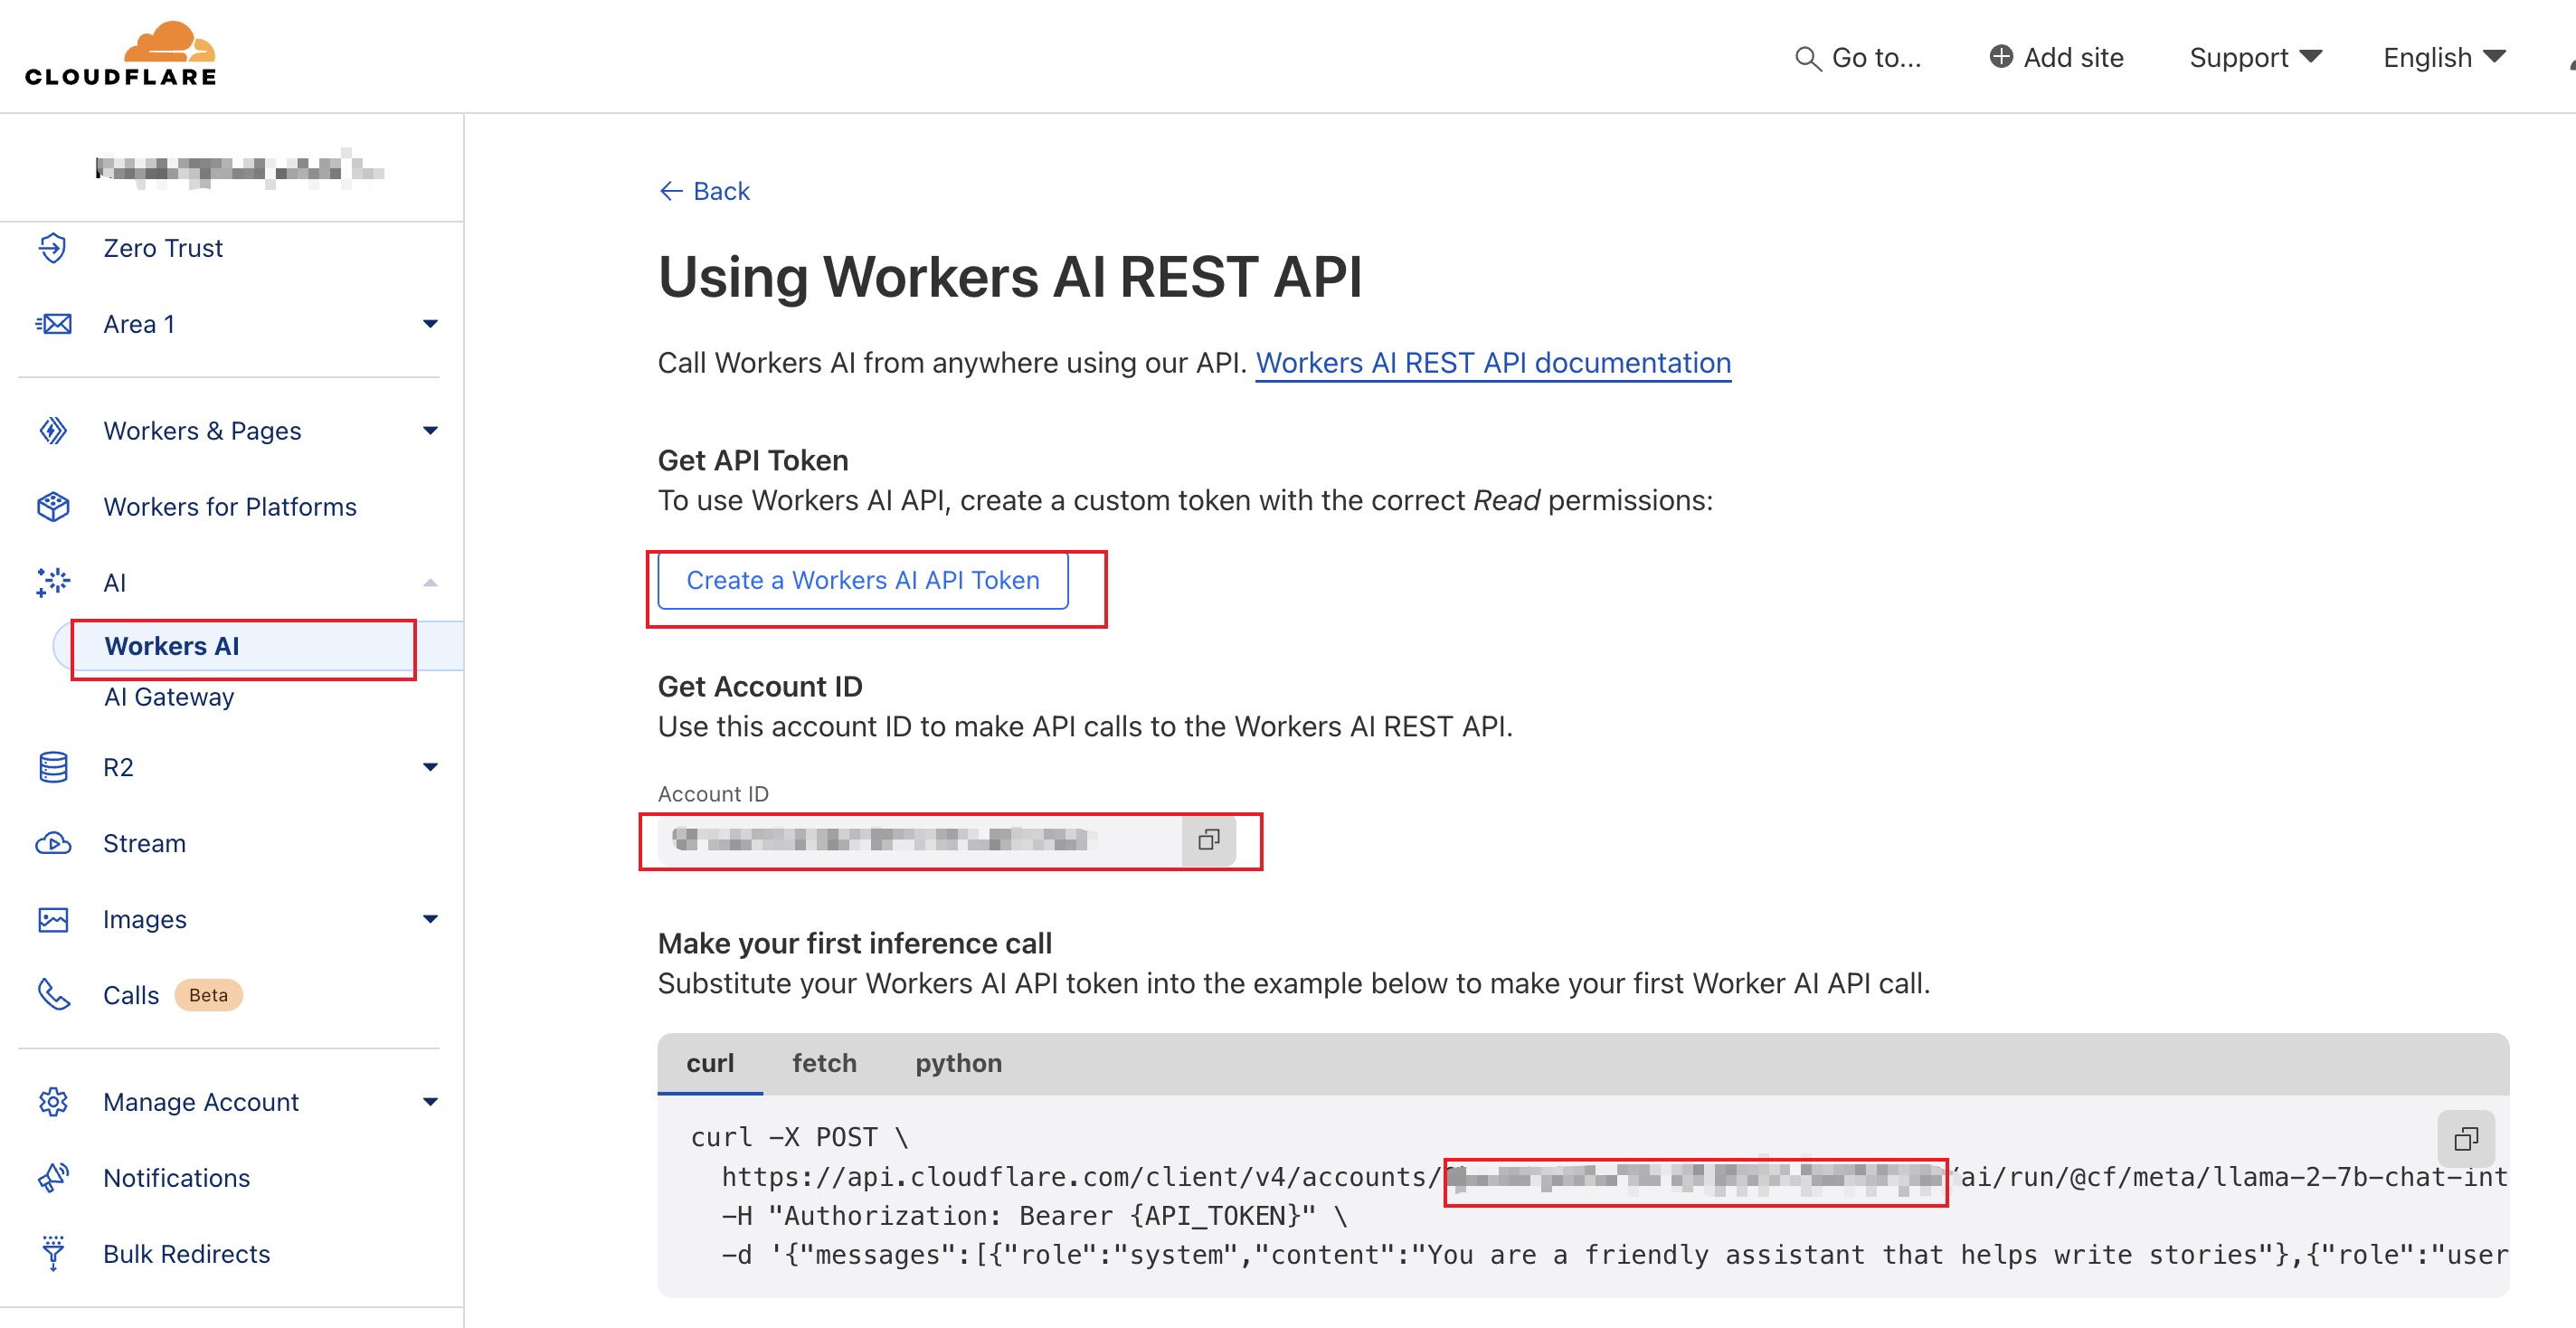 CLOUDFLARE
Go to...
Add site
Support
English
Zero Trust
Area 1
Workers & Pages
Workers for Platforms
AI
Workers AI
AI Gateway
R2
Stream
Images
Calls Beta
Manage Account
Notifications
Bulk Redirects
← Back
Using Workers AI REST API
Call Workers AI from anywhere using our API. Workers AI REST API documentation
Get API Token
To use Workers AI API, create a custom token with the correct Read permissions:
Create a Workers AI API Token
Get Account ID
Use this account ID to make API calls to the Workers AI REST API.
Account ID
Make your first inference call
Substitute your Workers AI API token into the example below to make your first Worker AI API call.
curl fetch python
curl -X POST \
https://api.cloudflare.com/client/v4/accounts/ ai/run/@cf/meta/llama-2-7b-chat-int
-H "Authorization: Bearer {API_TOKEN}" \
-d '{"messages":[{"role":"system","content":"You are a friendly assistant that helps write stories"},{"role":"user